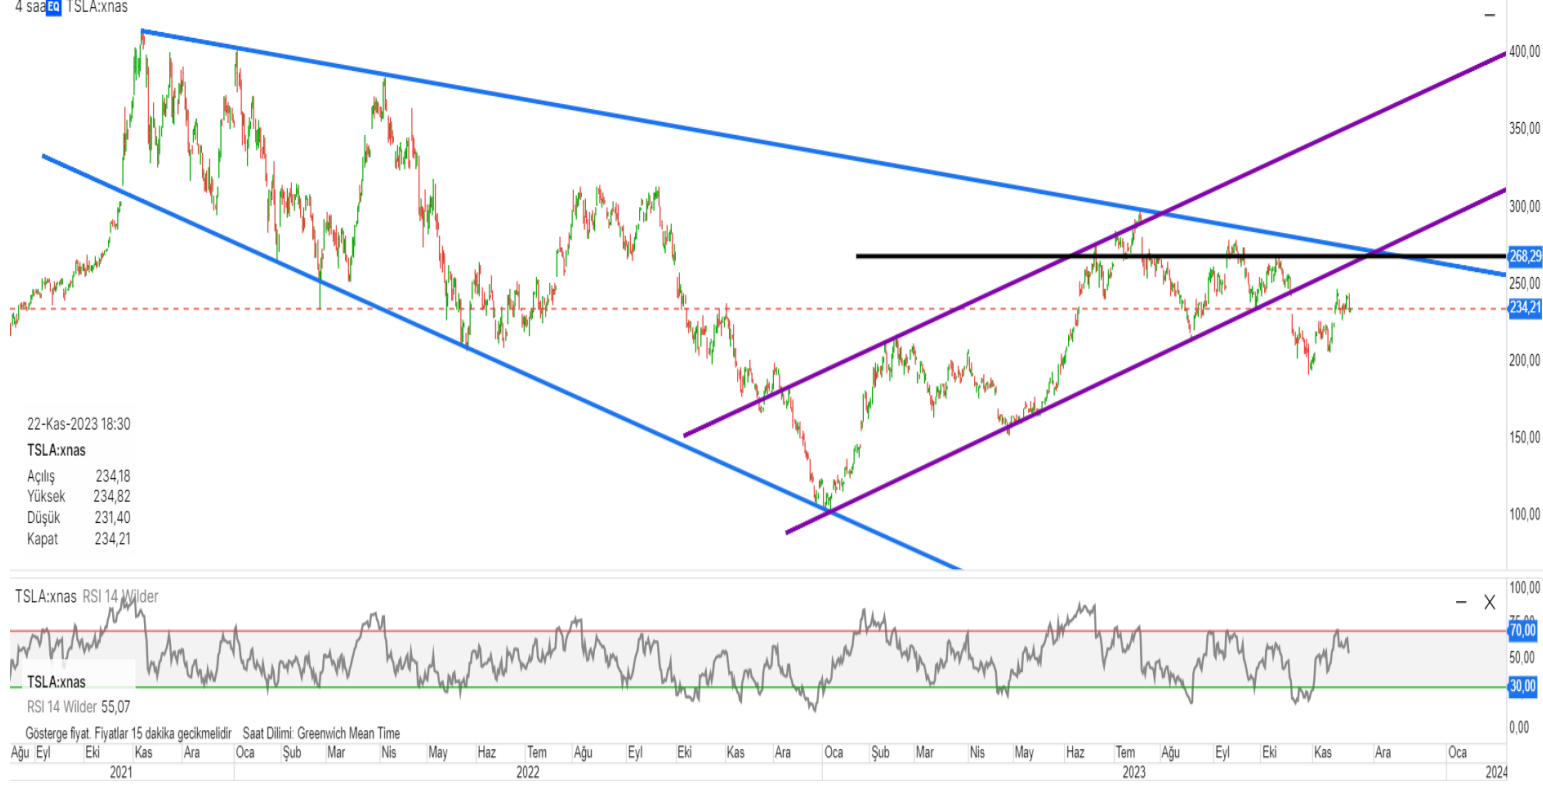 4 saa EQ TSLA:xnas
400,00
350,00
300,00
268,29
250,00
234,21
200,00
150,00
100,00
22-Kas-2023 18:30
TSLA:xnas
Açılış 234,18
Yüksek 234,82
Düşük 231,40
Kapat 234,21
TSLA:xnas RSI 14 Wilder
X
100,00
75,00
70,00
50,00
30,00
0,00
TSLA:xnas
RSI 14 Wilder 55,07
Gösterge fiyat. Fiyatlar 15 dakika gecikmelidir Saat Dilimi: Greenwich Mean Time
Ağu Eyl Eki Kas Ara Oca Şub Mar Nis May Haz Tem Ağu Eyl Eki Kas Ara Oca Şub Mar Nis May Haz Tem Ağu Eyl Eki Kas Ara Oca
2021 2022 2023 2024